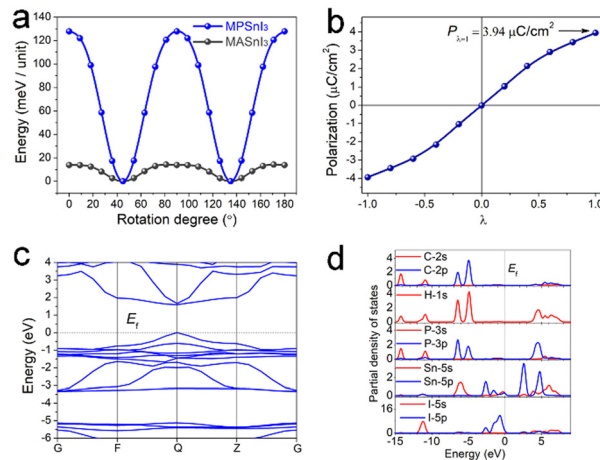 a
MPSnI₃
MASnI₃
Energy (meV / unit)
140
120
100
80
60
40
20
0
0 20 40 60 80 100 120 140 160 180
Rotation degree (°)
b
P λ=1 = 3.94 μC/cm²
Polarization (μC/cm²)
4
3
2
1
0
-1
-2
-3
-4
-1.0 -0.5 0.0 0.5 1.0
λ
c
Energy (eV)
4
3
2
1
0
-1
-2
-3
-4
-5
-6
E f
G F Q Z G
d
Partial density of states
C-2s
C-2p
E f
H-1s
P-3s
P-3p
Sn-5s
Sn-5p
I-5s
I-5p
4
2
0
4
2
0
4
2
0
4
2
0
16
0
-15 -10 -5 0 5
Energy (eV)